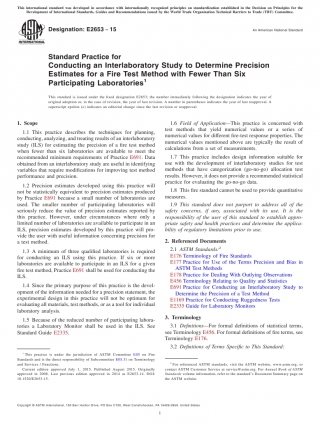 This international standard was developed in accordance with internationally recognized principles on standardization established in the Decision on Principles for the
Development of International Standards, Guides and Recommendations issued by the World Trade Organization Technical Barriers to Trade (TBT) Committee.
Designation: E2653 − 15
An American National Standard
Standard Practice for
Conducting an Interlaboratory Study to Determine Precision
Estimates for a Fire Test Method with Fewer Than Six
Participating Laboratories¹
This standard is issued under the fixed designation E2653; the number immediately following the designation indicates the year of
original adoption or, in the case of revision, the year of last revision. A number in parentheses indicates the year of last reapproval. A
superscript epsilon (ε) indicates an editorial change since the last revision or reapproval.
1. Scope
1.1 This practice describes the techniques for planning,
conducting, analyzing, and treating results of an interlaboratory
study (ILS) for estimating the precision of a fire test method
when fewer than six laboratories are available to meet the
recommended minimum requirements of Practice E691. Data
obtained from an interlaboratory study are useful in identifying
variables that require modifications for improving test method
performance and precision.
1.2 Precision estimates developed using this practice will
not be statistically equivalent to precision estimates produced
by Practice E691 because a small number of laboratories are
used. The smaller number of participating laboratories will
seriously reduce the value of precision estimates reported by
this practice. However, under circumstances where only a
limited number of laboratories are available to participate in an
ILS, precision estimates developed by this practice will pro-
vide the user with useful information concerning precision for
a test method.
1.3 A minimum of three qualified laboratories is required
for conducting an ILS using this practice. If six or more
laboratories are available to participate in an ILS for a given
fire test method, Practice E691 shall be used for conducting the
ILS.
1.4 Since the primary purpose of this practice is the devel-
opment of the information needed for a precision statement, the
experimental design in this practice will not be optimum for
evaluating all materials, test methods, or as a tool for individual
laboratory analysis.
1.5 Because of the reduced number of participating labora-
tories a Laboratory Monitor shall be used in the ILS. See
Standard Guide E2335.
1.6 Field of Application—This practice is concerned with
test methods that yield numerical values or a series of
numerical values for different fire-test response properties. The
numerical values mentioned above are typically the result of
calculations from a set of measurements.
1.7 This practice includes design information suitable for
use with the development of interlaboratory studies for test
methods that have categorization (go-no-go) allocation test
results. However, it does not provide a recommended statistical
practice for evaluating the go-no-go data.
1.8 This fire standard cannot be used to provide quantitative
measures.
1.9 This standard does not purport to address all of the
safety concerns, if any, associated with its use. It is the
responsibility of the user of this standard to establish appro-
priate safety and health practices and determine the applica-
bility of regulatory limitations prior to use.
2. Referenced Documents
2.1 ASTM Standards:²
E176 Terminology of Fire Standards
E177 Practice for Use of the Terms Precision and Bias in
ASTM Test Methods
E178 Practice for Dealing With Outlying Observations
E456 Terminology Relating to Quality and Statistics
E691 Practice for Conducting an Interlaboratory Study to
Determine the Precision of a Test Method
E1169 Practice for Conducting Ruggedness Tests
E2335 Guide for Laboratory Monitors
3. Terminology
3.1 Definitions—For formal definitions of statistical terms,
see Terminology E456. For formal definitions of fire terms, see
Terminology E176.
3.2 Definitions of Terms Specific to This Standard:
¹ This practice is under the jurisdiction of ASTM Committee E05 on Fire
Standards and is the direct responsibility of Subcommittee E05.31 on Terminology
and Services / Functions.
Current edition approved July 1, 2015. Published August 2015. Originally
² For referenced ASTM standards, visit the ASTM website, www.astm.org, or
contact ASTM Customer Service at service@astm.org. For Annual Book of ASTM
Standards volume information, refer to the standard's Document Summary page on
the ASTM website.
Copyright © ASTM International, 100 Barr Harbor Drive, PO Box C700, West Conshohocken, PA 19428-2959. United States
1